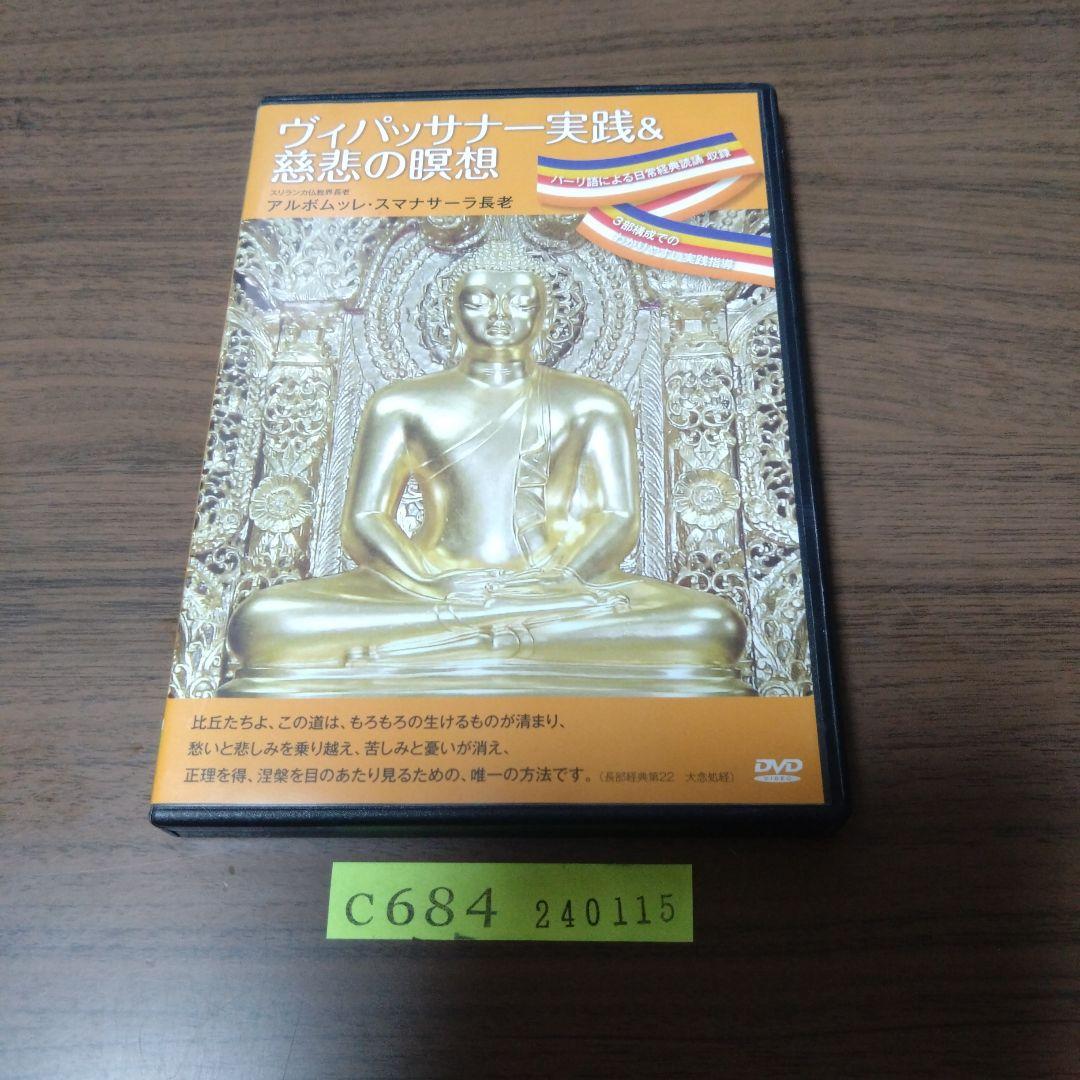 ヴィパッサナー実践&
慈悲の瞑想
スリランカ仏教界長老
アルボムッレ・スマナサーラ長老
パーリ語による日常経典読誦 収録
3部構成での
わかりやすい実践指導
比丘たちよ、この道は、もろもろの生けるものが清まり、
愁いと悲しみを乗り越え、苦しみと憂いが消え、
正理を得、涅槃を目のあたり見るための、唯一の方法です。(長部経典第22 大念処経)
DVD
VIDEO
C684 240115